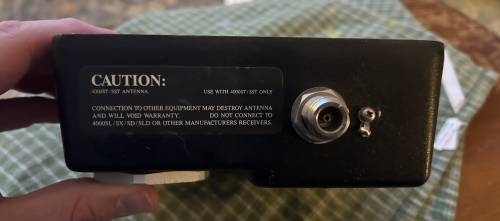 CAUTION:
4000ST/SST ANTENNA. USE WITH 4000ST/SST ONLY.
CONNECTION TO OTHER EQUIPMENT MAY DESTROY ANTENNA
AND WILL VOID WARRANTY. DO NOT CONNECT TO
4000SL/SX/SD/SLD OR OTHER MANUFACTURERS RECEIVERS.